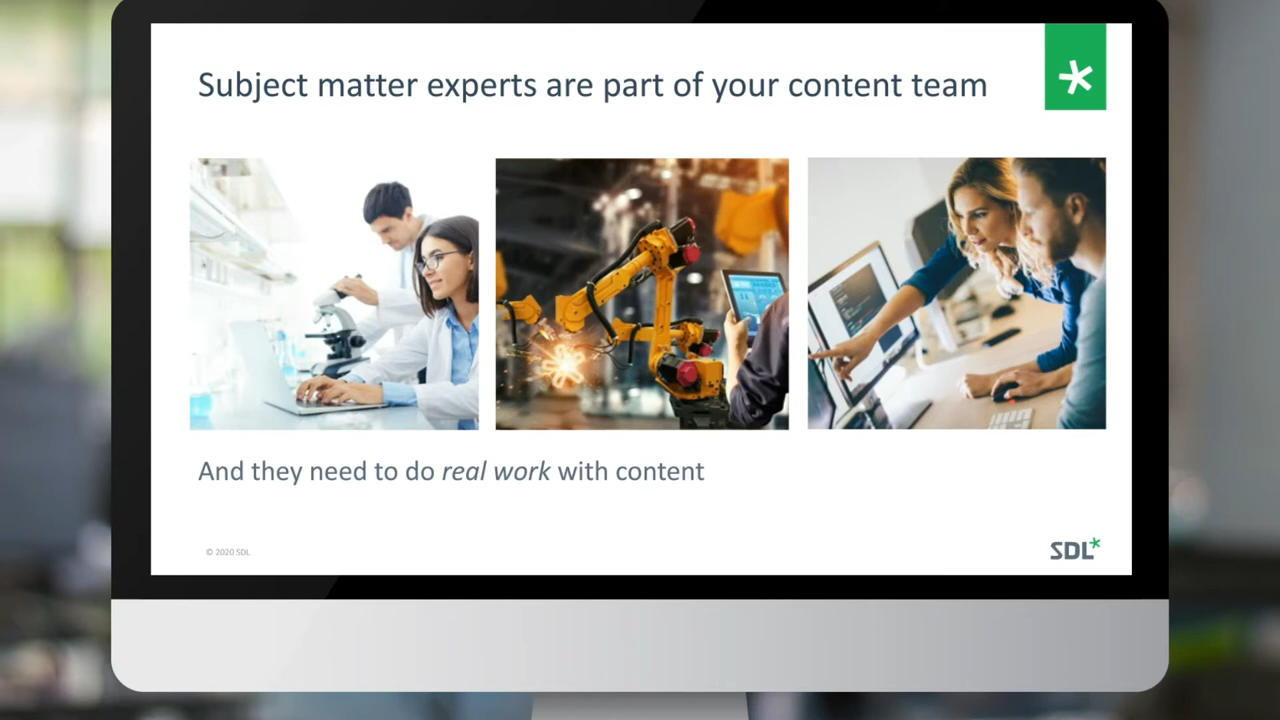 Subject matter experts are part of your content team
And they need to do real work with content
© 2020 SDL
SDL*